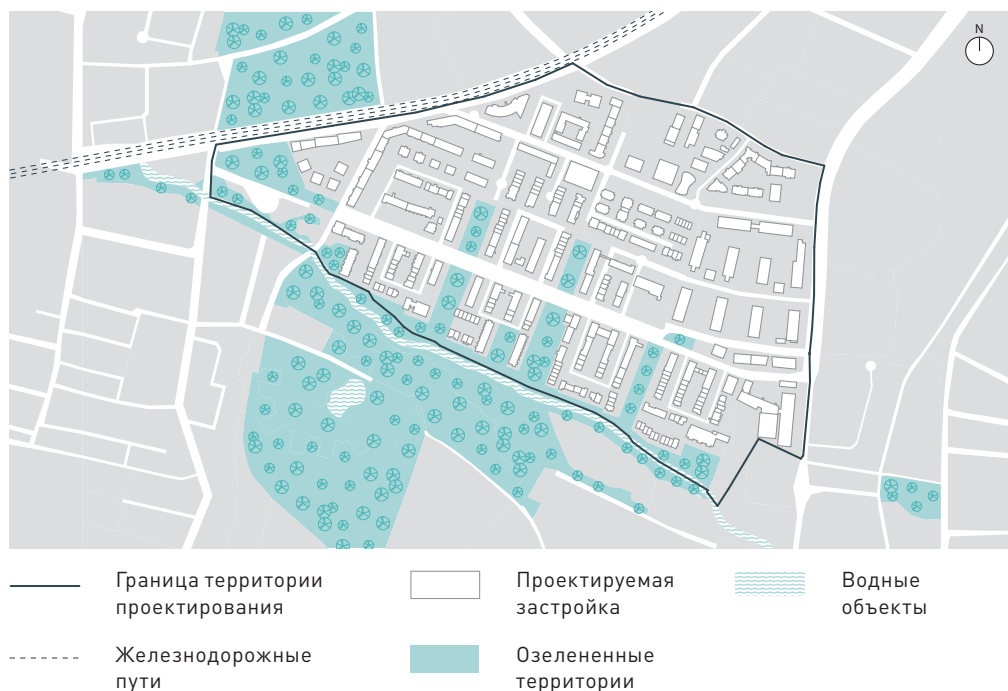 N
Граница территории
проектирования
Проектируемая
застройка
Водные
объекты
Железнодорожные
пути
Озелененные
территории